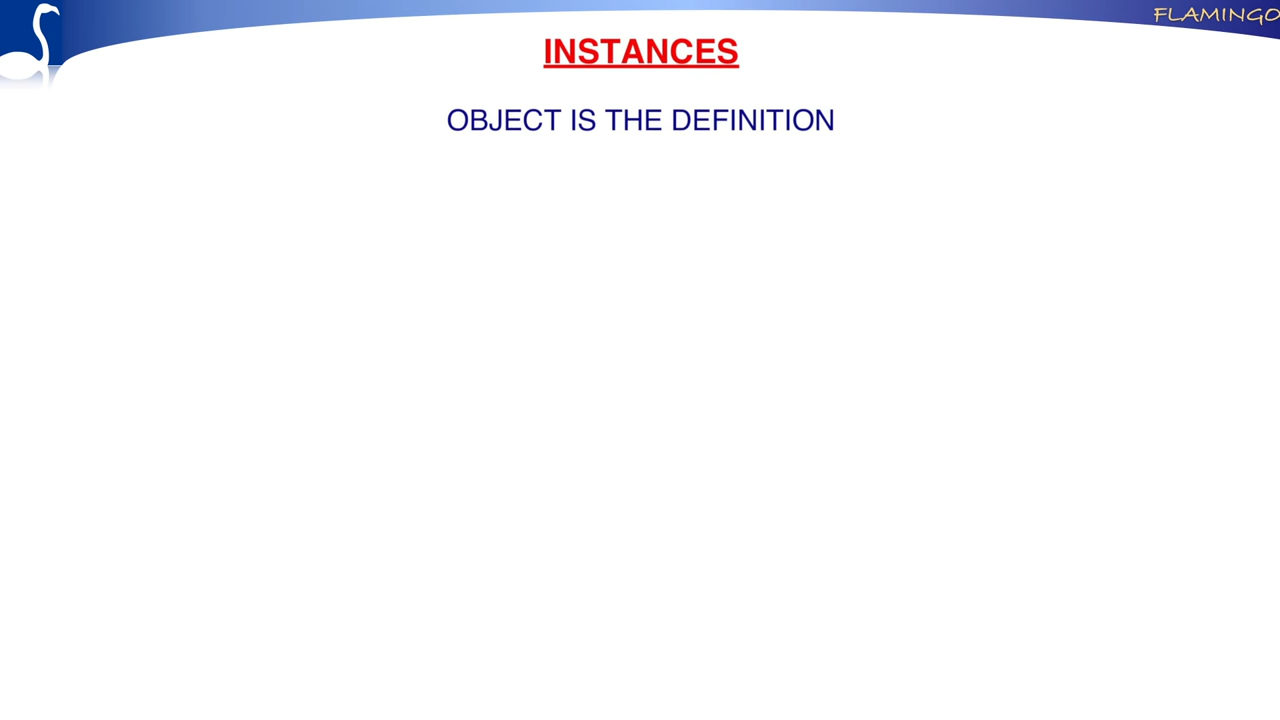 FLAMINGO
INSTANCES
OBJECT IS THE DEFINITION